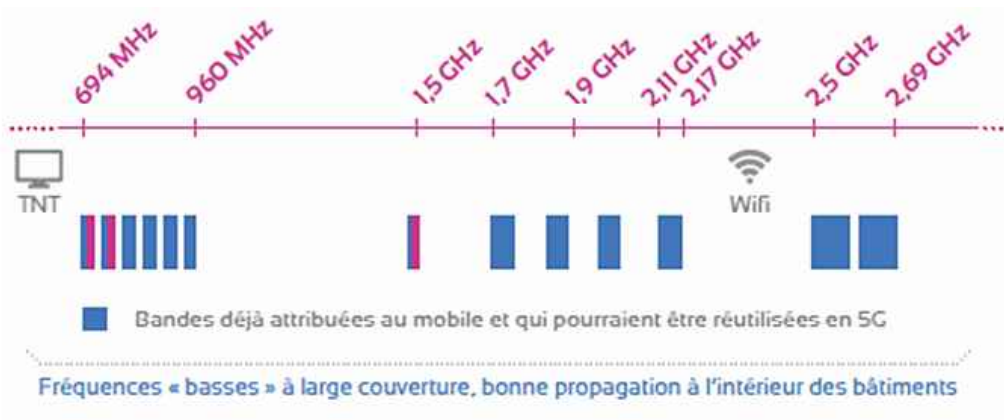 694 MHz
960 MHz
1,5 GHz
1,7 GHz
1,9 GHz
2,11 GHz
2,17 GHz
2,5 GHz
2,69 GHz
TNT
Wifi
Bandes déjà attribuées au mobile et qui pourraient être réutilisées en 5G
Fréquences « basses » à large couverture, bonne propagation à l'intérieur des bâtiments